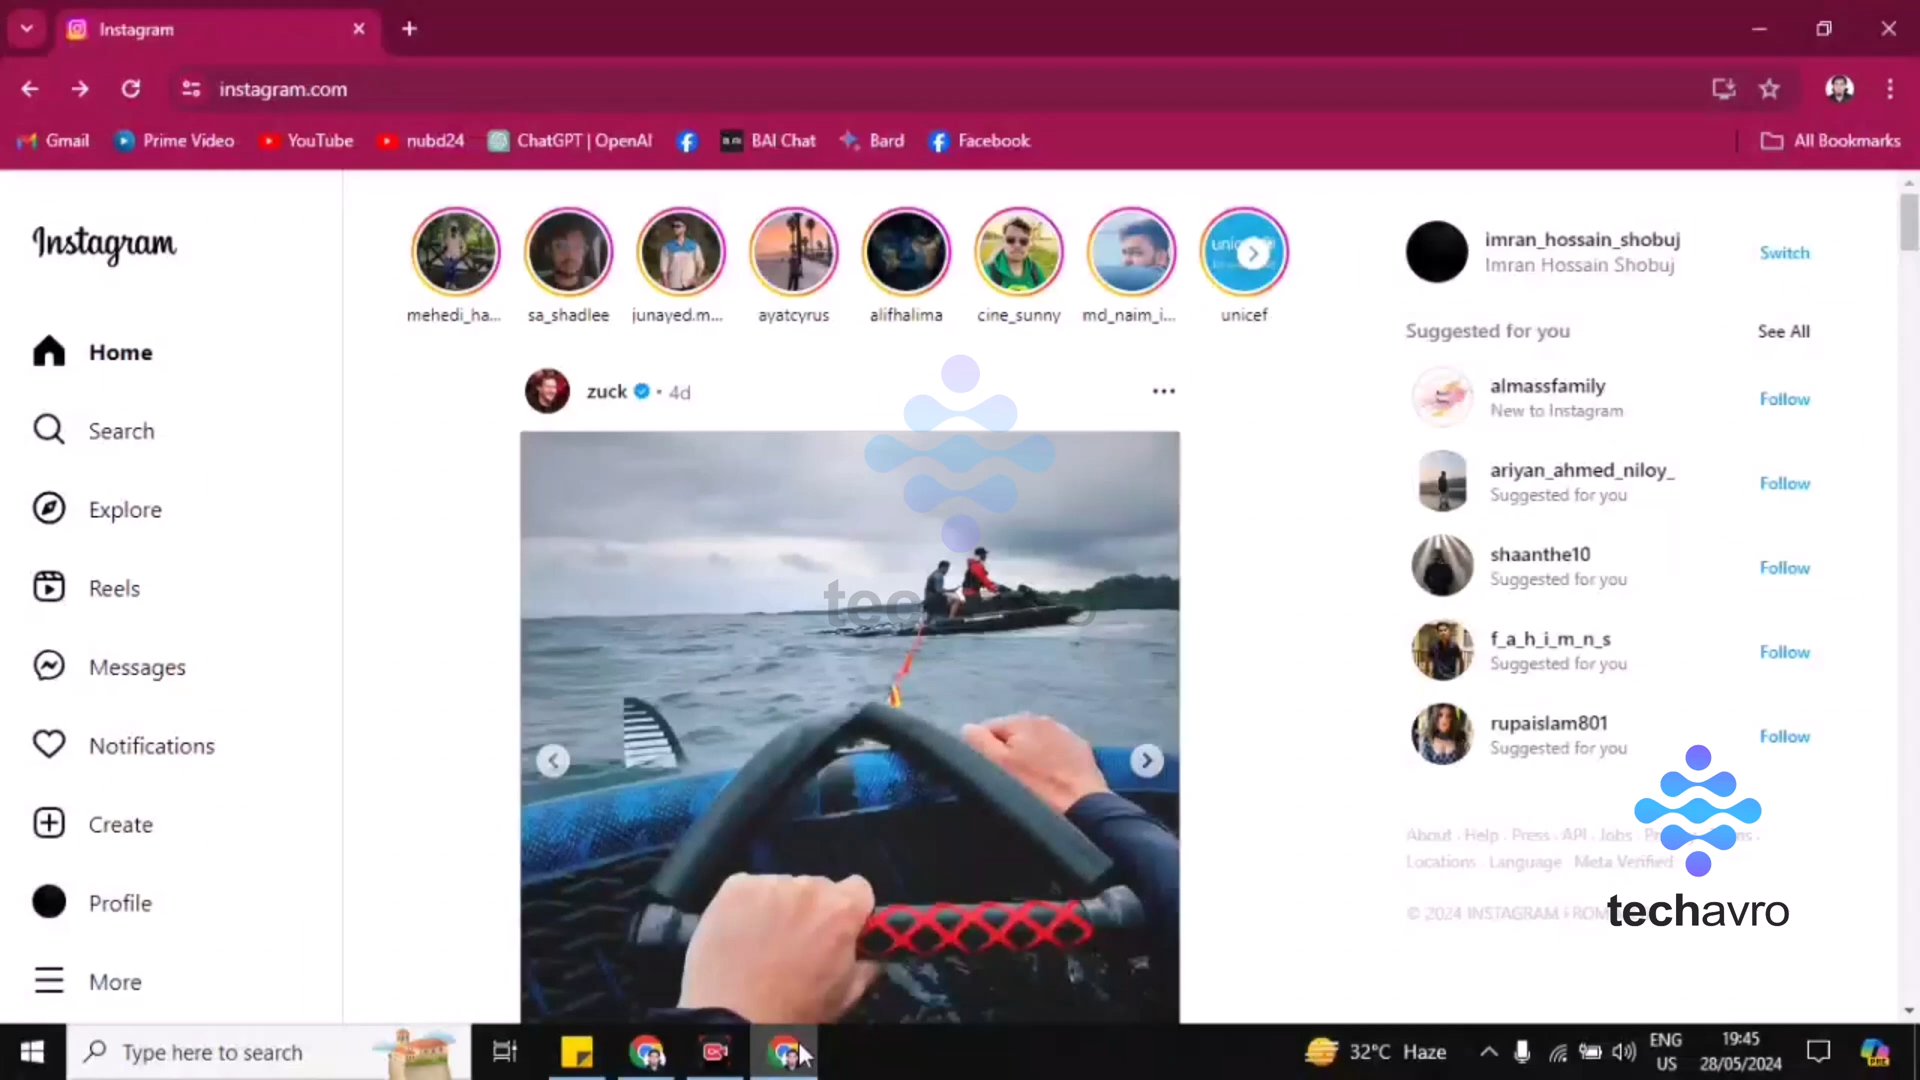 Instagram
instagram.com
Gmail
Prime Video
YouTube
nubd24
ChatGPT | OpenAI
BAI Chat
Bard
Facebook
All Bookmarks
Instagram
Home
Search
Explore
Reels
Messages
Notifications
Create
Profile
More
mehedi_ha...
sa_shadlee
junayed.m...
ayatcyrus
alifhalima
cine_sunny
md_naim_i...
unicef
zuck • 4d
imran_hossain_shobuj
Imran Hossain Shobuj
Switch
Suggested for you
See All
almassfamily
New to Instagram
Follow
ariyan_ahmed_niloy_
Suggested for you
Follow
shaanthe10
Suggested for you
Follow
f_a_h_i_m_n_s
Suggested for you
Follow
rupaislam801
Suggested for you
Follow
About · Help · Press · API · Jobs ·
Locations · Language · Meta Verified
© 2024 INSTAGRAM FROM
techavro
Type here to search
32°C Haze
ENG
US
19:45
28/05/2024
PRE